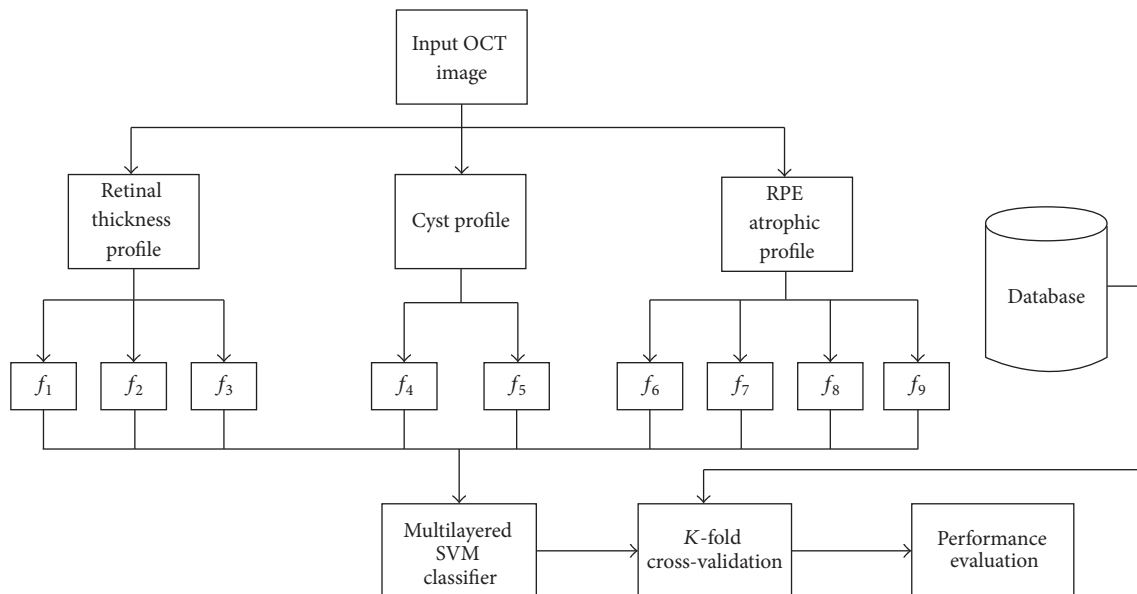 Input OCT
image
Retinal
thickness
profile
Cyst profile
RPE
atrophic
profile
Database
f₁
f₂
f₃
f₄
f₅
f₆
f₇
f₈
f₉
Multilayered
SVM
classifier
K-fold
cross-validation
Performance
evaluation